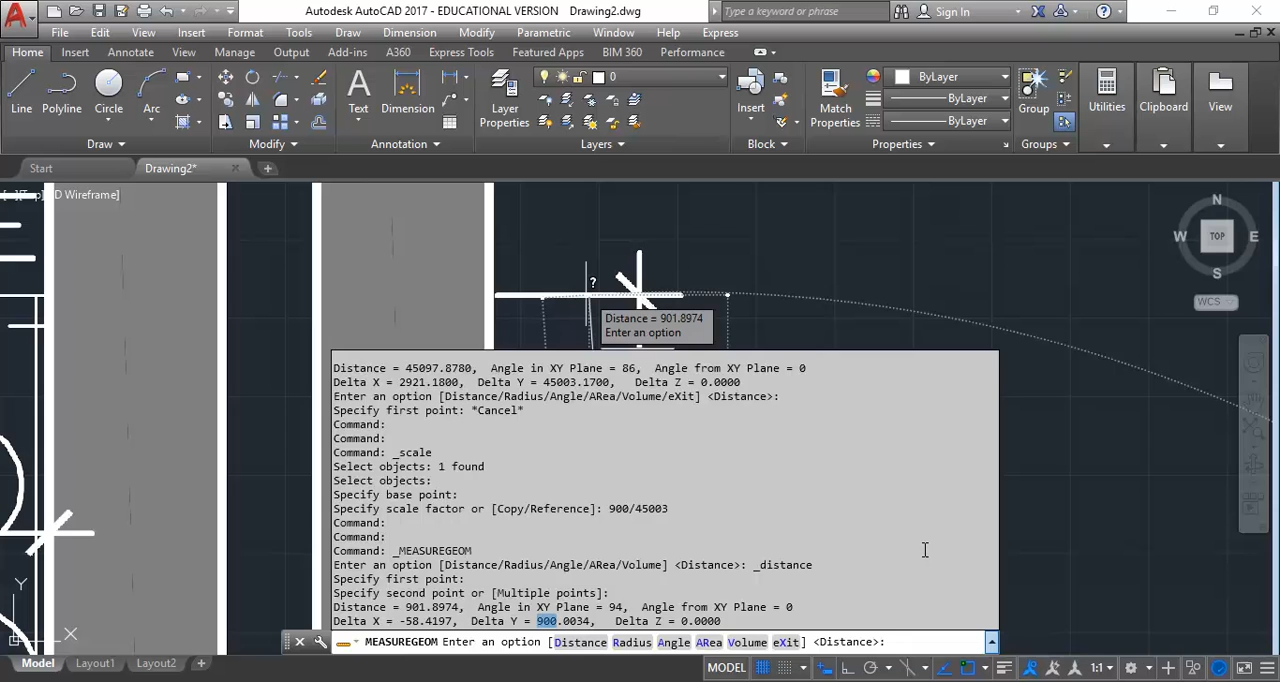 Autodesk AutoCAD 2017 - EDUCATIONAL VERSION Drawing2.dwg
Type a keyword or phrase
Sign In
File Edit View Insert Format Tools Draw Dimension Modify Parametric Window Help Express
Home Insert Annotate View Manage Output Add-ins A360 Express Tools Featured Apps BIM 360 Performance
0
ByLayer
ByLayer
ByLayer
Line Polyline Circle Arc
Text Dimension
Layer Properties
Insert
Match Properties
Group
Utilities
Clipboard
View
Draw
Modify
Annotation
Layers
Block
Properties
Groups
Start Drawing2*
D Wireframe]
N
W TOP E
S
WCS
?
Distance = 901.8974
Enter an option
Distance = 45097.8780, Angle in XY Plane = 86, Angle from XY Plane = 0
Delta X = 2921.1800, Delta Y = 45003.1700, Delta Z = 0.0000
Enter an option [Distance/Radius/Angle/ARea/Volume/eXit] <Distance>:
Specify first point: *Cancel*
Command:
Command:
Command: _scale
Select objects: 1 found
Select objects:
Specify base point:
Specify scale factor or [Copy/Reference]: 900/45003
Command:
Command:
Command: _MEASUREGEOM
Enter an option [Distance/Radius/Angle/ARea/Volume] <Distance>: _distance
Specify first point:
Specify second point or [Multiple points]:
Distance = 901.8974, Angle in XY Plane = 94, Angle from XY Plane = 0
Delta X = -58.4197, Delta Y = 900.0034, Delta Z = 0.0000
MEASUREGEOM Enter an option [Distance Radius Angle ARea Volume eXit] <Distance>:
Y
X
Model Layout1 Layout2 +
MODEL
1:1